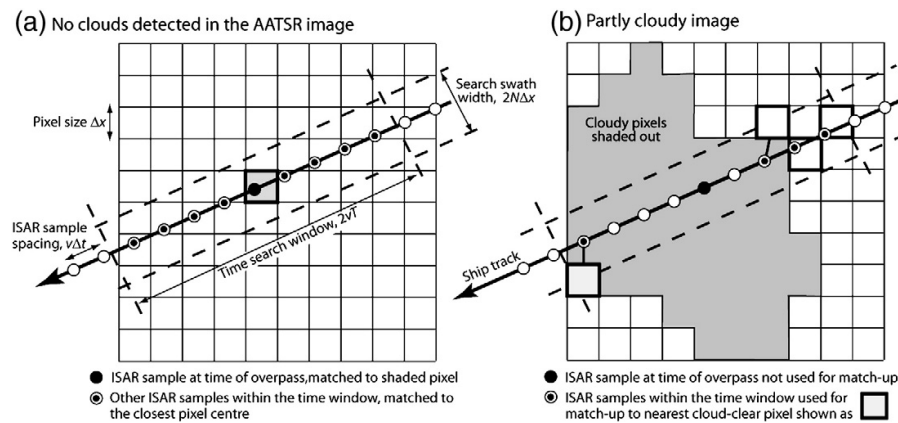 (a) No clouds detected in the AATSR image
Search swath
width, 2NΔx
Pixel size Δx
ISAR sample
spacing, vΔt
Time search window, 2vT
ISAR sample at time of overpass,matched to shaded pixel
Other ISAR samples within the time window, matched to
the closest pixel centre
(b) Partly cloudy image
Cloudy pixels
shaded out
Ship track
ISAR sample at time of overpass not used for match-up
ISAR samples within the time window used for
match-up to nearest cloud-clear pixel shown as